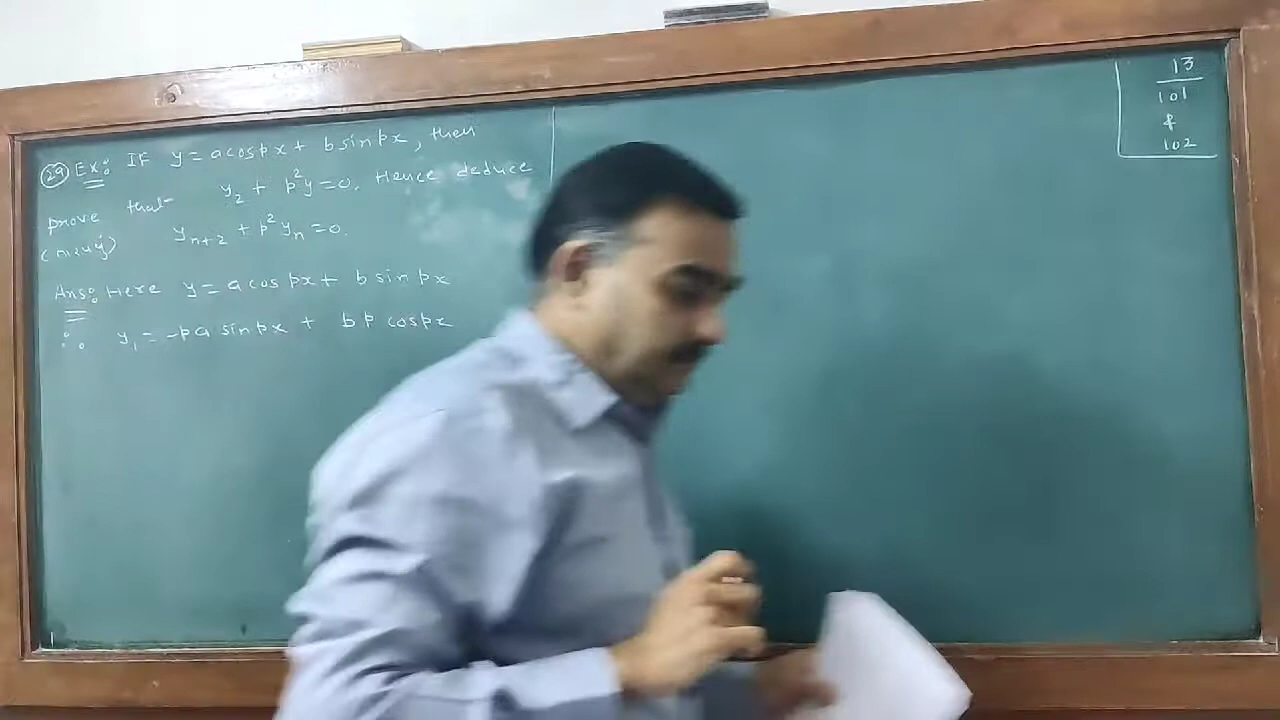 (29) Ex: If y = a cos px + b sin px, then
prove that y₂ + p²y = 0. Hence deduce
yₙ₊₂ + p²yₙ = 0.
Ans: Here y = a cos px + b sin px
∴ y₁ = -pa sin px + bp cos px
13
101
&
102